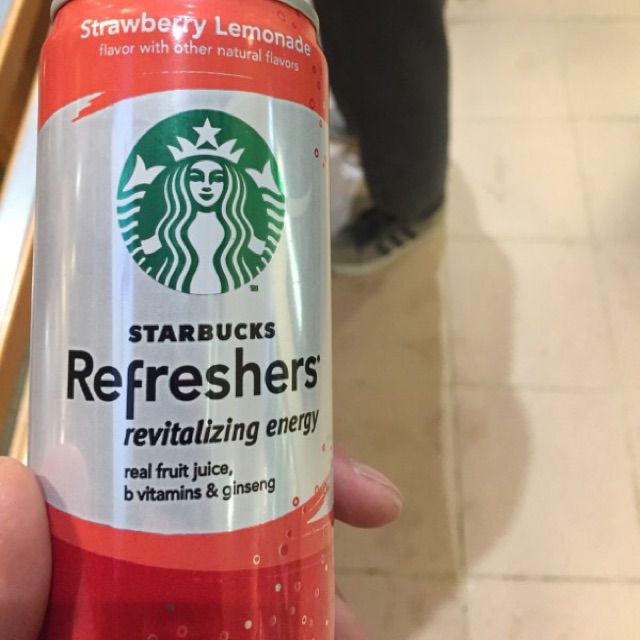 Strawberry Lemonade
flavor with other natural flavors
STARBUCKS
Refreshers
revitalizing energy
real fruit juice,
b vitamins & ginseng